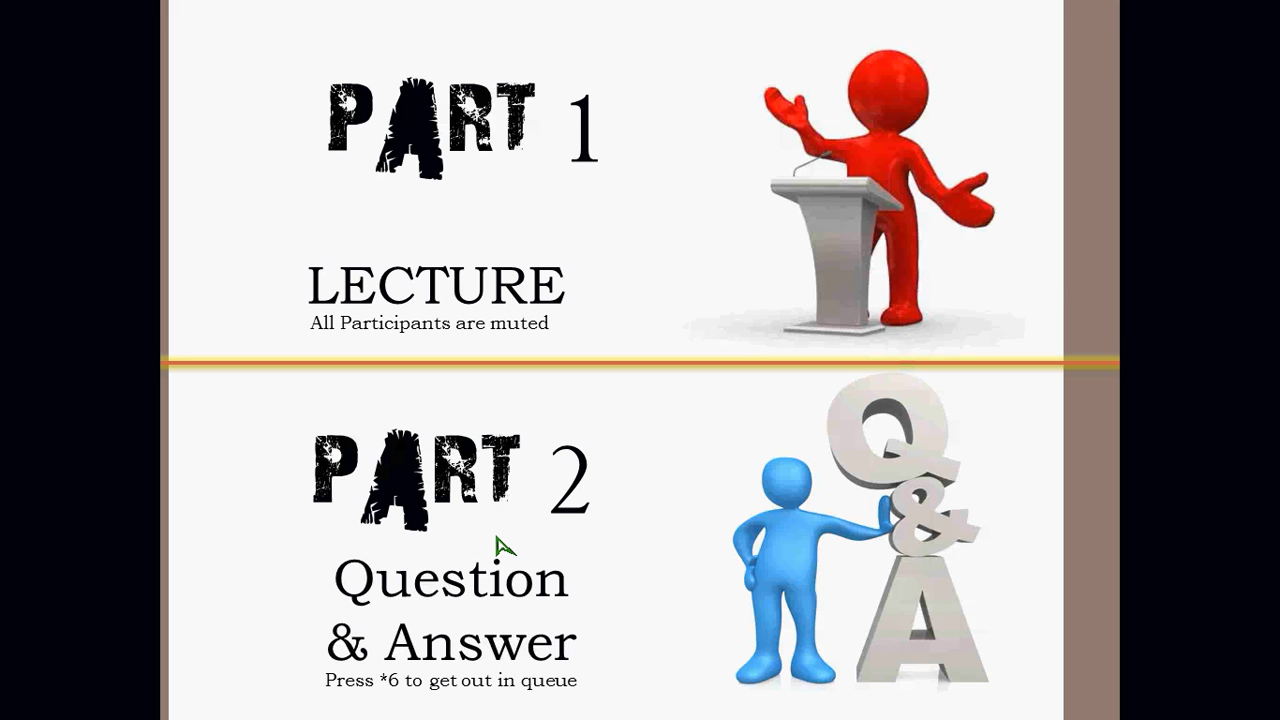 PART 1
LECTURE
All Participants are muted
PART 2
Question
& Answer
Press *6 to get out in queue
Q
&
A